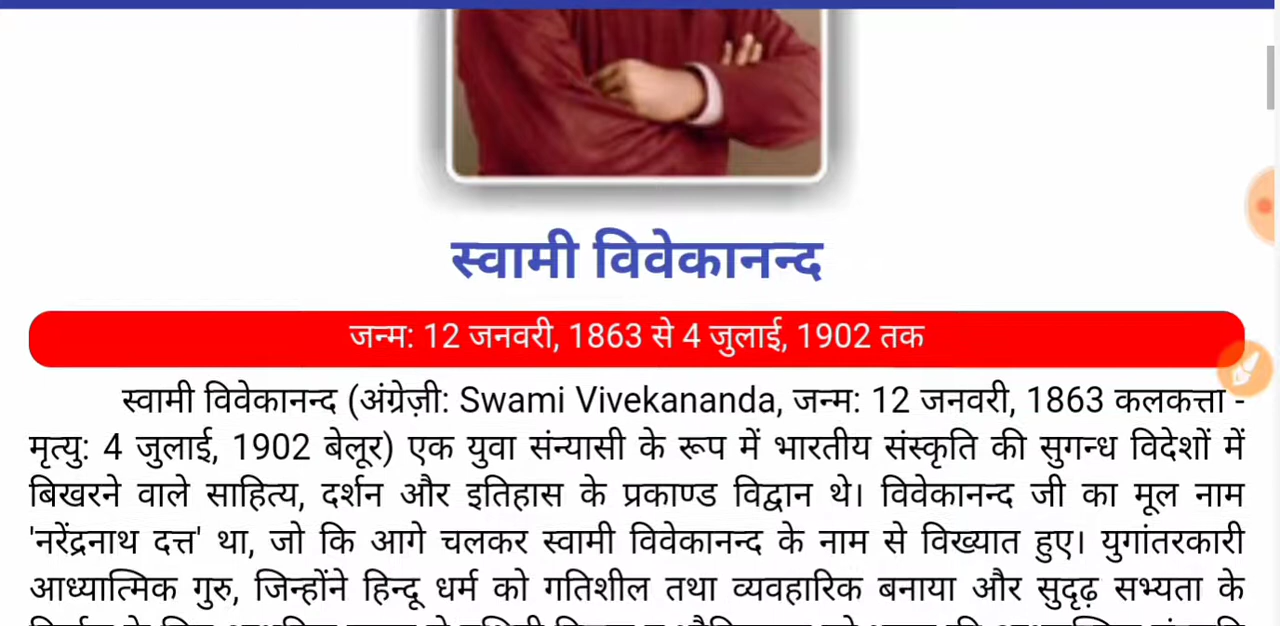 स्वामी विवेकानन्द
जन्म: 12 जनवरी, 1863 से 4 जुलाई, 1902 तक
स्वामी विवेकानन्द (अंग्रेज़ी: Swami Vivekananda, जन्म: 12 जनवरी, 1863 कलकत्ता -
मृत्यु: 4 जुलाई, 1902 बेलूर) एक युवा संन्यासी के रूप में भारतीय संस्कृति की सुगन्ध विदेशों में
बिखरने वाले साहित्य, दर्शन और इतिहास के प्रकाण्ड विद्वान थे। विवेकानन्द जी का मूल नाम
'नरेंद्रनाथ दत्त' था, जो कि आगे चलकर स्वामी विवेकानन्द के नाम से विख्यात हुए। युगांतरकारी
आध्यात्मिक गुरु, जिन्होंने हिन्दू धर्म को गतिशील तथा व्यवहारिक बनाया और सुदृढ़ सभ्यता के